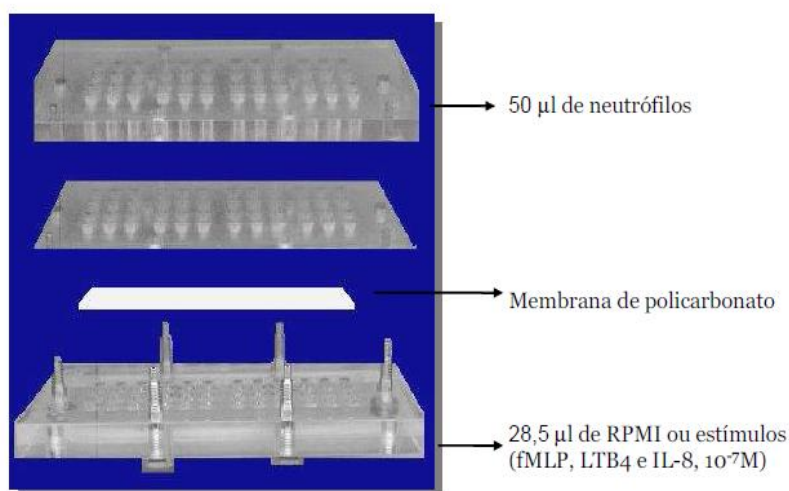 50 µl de neutrófilos
Membrana de policarbonato
28,5 µl de RPMI ou estímulos
(fMLP, LTB4 e IL-8, 10⁻⁷M)